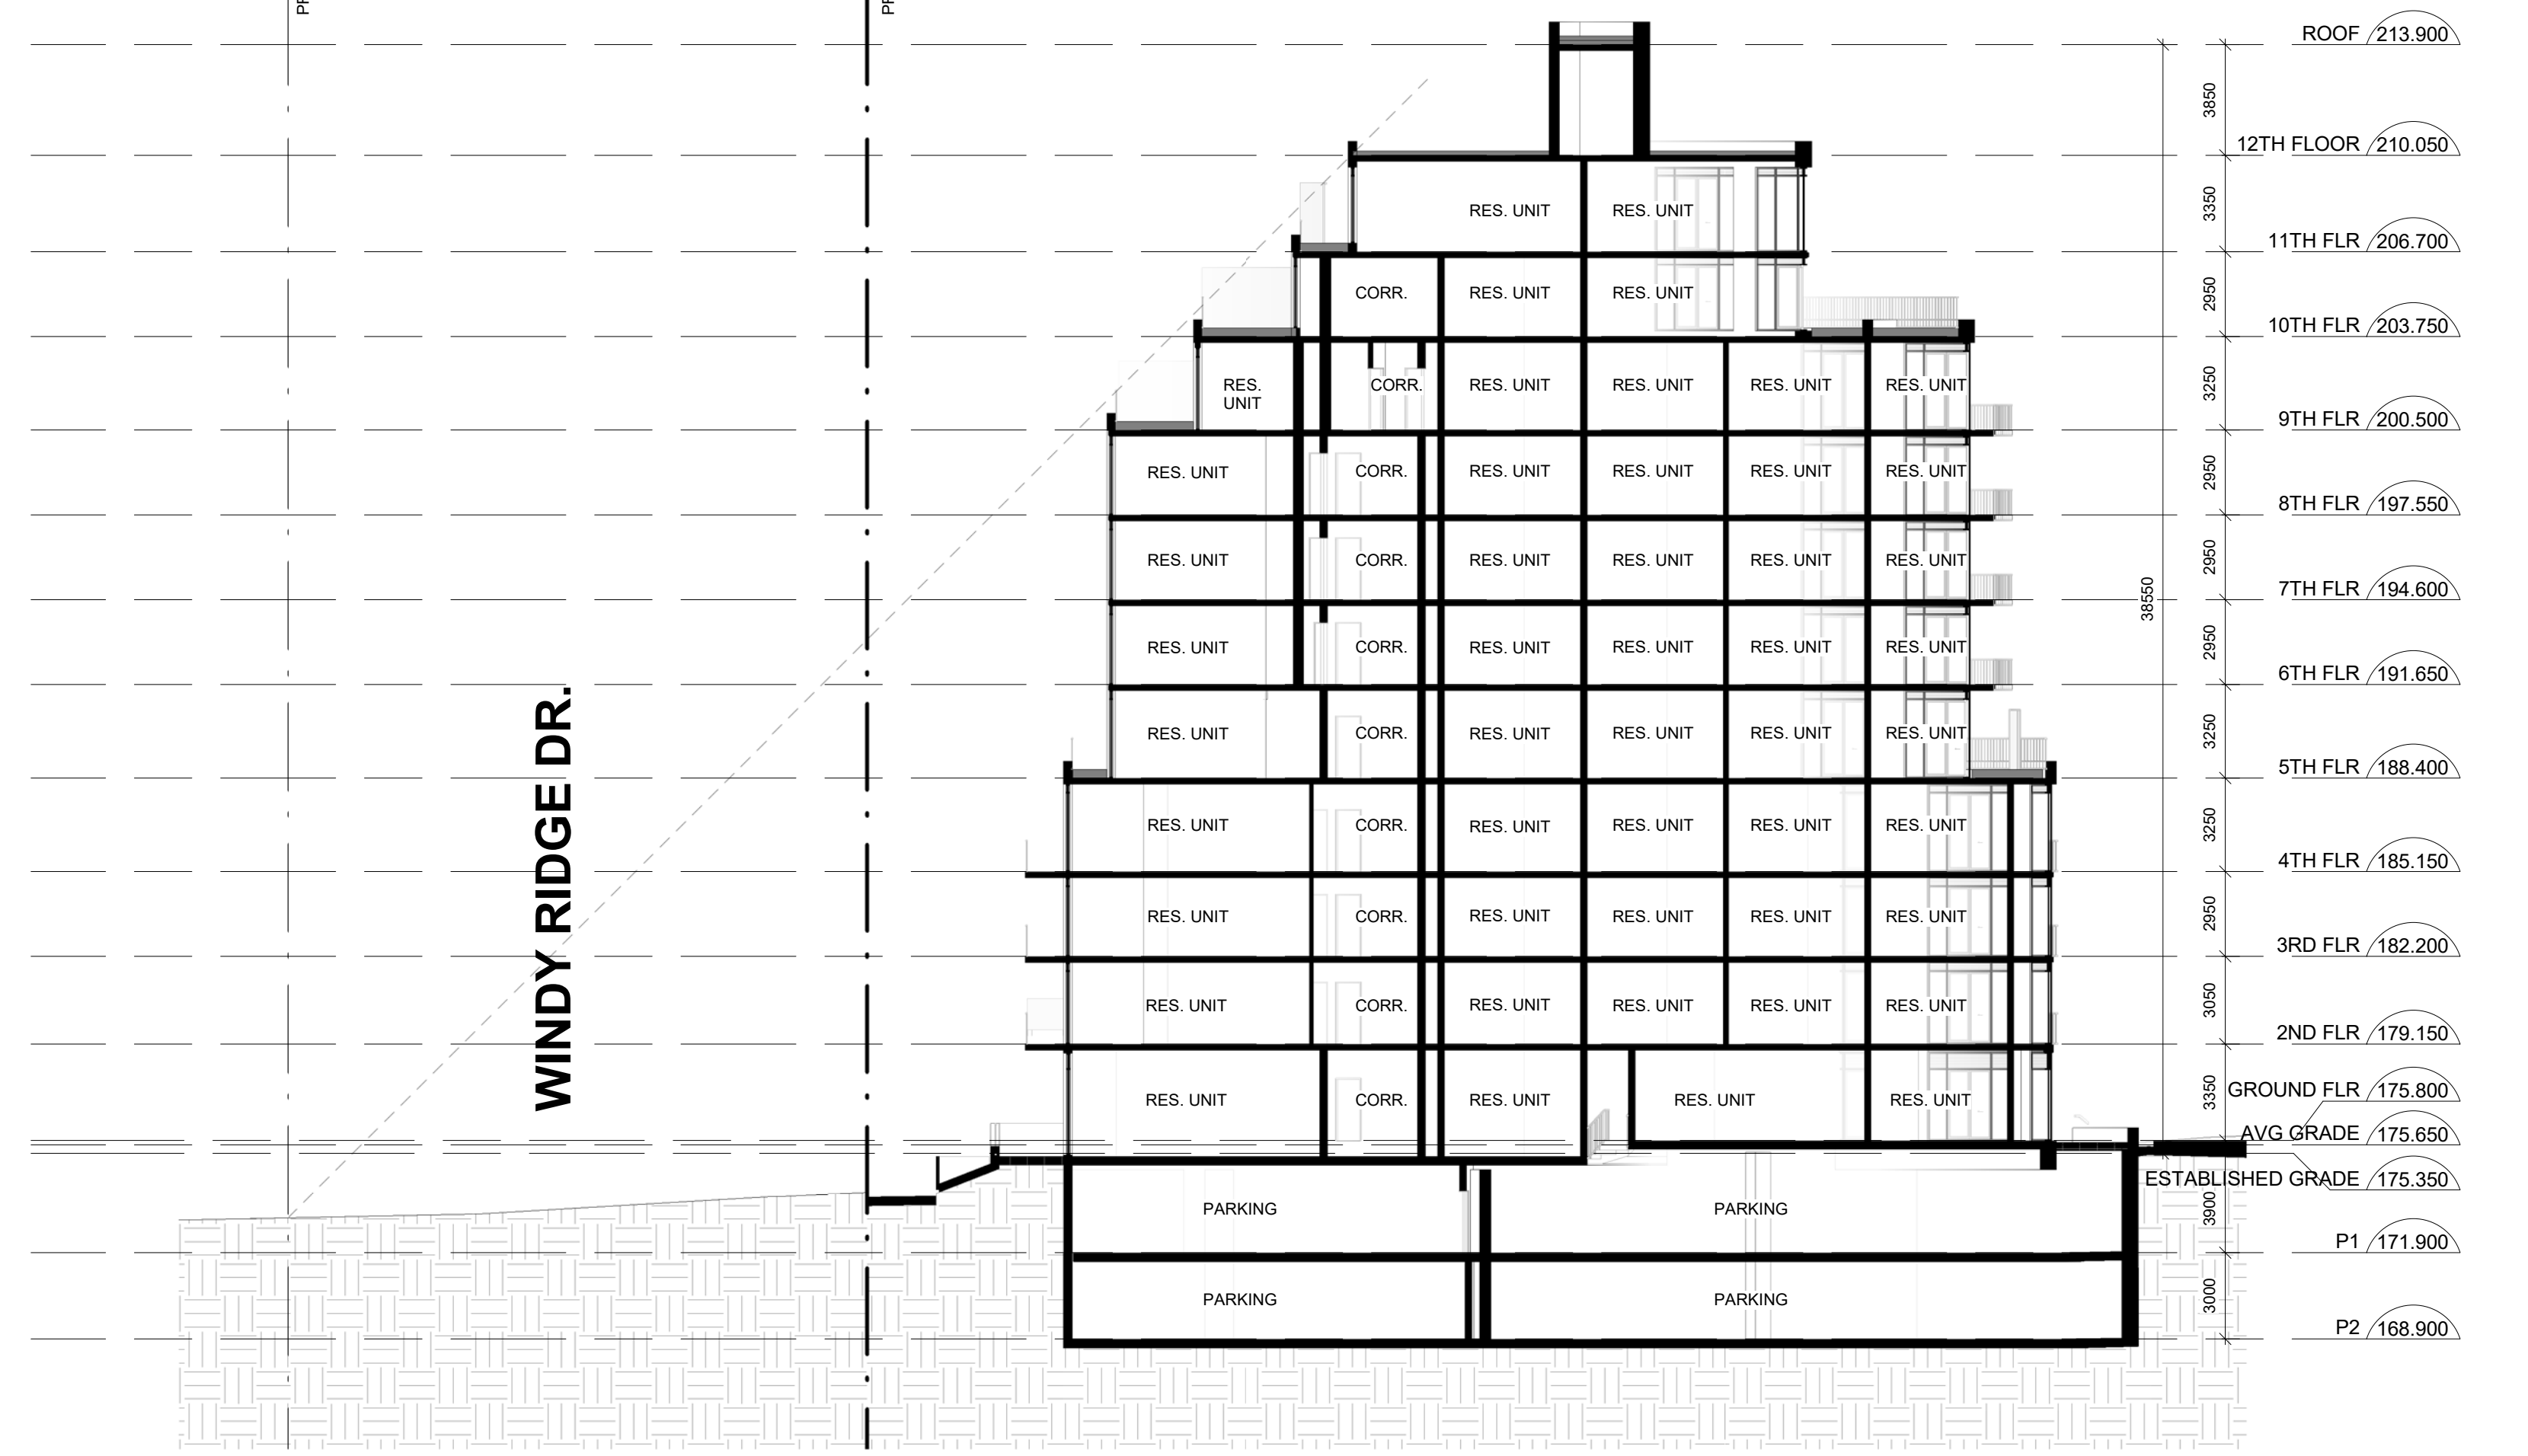 PR
PR
ROOF 213.900
3850
12TH FLOOR 210.050
3350
RES. UNIT RES. UNIT
11TH FLR 206.700
2950
CORR. RES. UNIT RES. UNIT
10TH FLR 203.750
3250
RES.
UNIT
CORR. RES. UNIT RES. UNIT RES. UNIT RES. UNIT
9TH FLR 200.500
2950
RES. UNIT CORR. RES. UNIT RES. UNIT RES. UNIT RES. UNIT
8TH FLR 197.550
2950
RES. UNIT CORR. RES. UNIT RES. UNIT RES. UNIT RES. UNIT
7TH FLR 194.600
38550
2950
RES. UNIT CORR. RES. UNIT RES. UNIT RES. UNIT RES. UNIT
6TH FLR 191.650
3250
RES. UNIT CORR. RES. UNIT RES. UNIT RES. UNIT RES. UNIT
5TH FLR 188.400
3250
WINDY RIDGE DR.
RES. UNIT CORR. RES. UNIT RES. UNIT RES. UNIT RES. UNIT
4TH FLR 185.150
2950
RES. UNIT CORR. RES. UNIT RES. UNIT RES. UNIT RES. UNIT
3RD FLR 182.200
3050
RES. UNIT CORR. RES. UNIT RES. UNIT RES. UNIT RES. UNIT
2ND FLR 179.150
3350
RES. UNIT CORR. RES. UNIT RES. UNIT RES. UNIT
GROUND FLR 175.800
AVG GRADE 175.650
ESTABLISHED GRADE 175.350
3900
PARKING PARKING
P1 171.900
3000
PARKING PARKING
P2 168.900